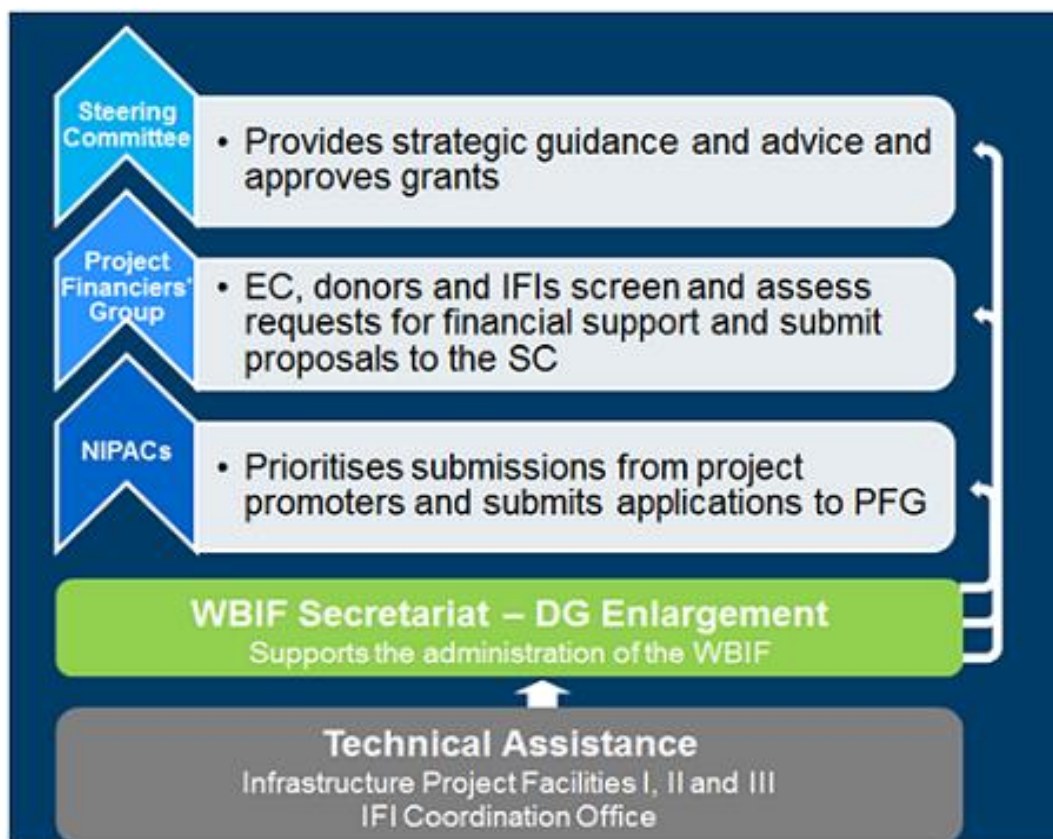 Steering
Committee
• Provides strategic guidance and advice and
approves grants
Project
Financiers'
Group
• EC, donors and IFIs screen and assess
requests for financial support and submit
proposals to the SC
NIPACs
• Prioritises submissions from project
promoters and submits applications to PFG
WBIF Secretariat – DG Enlargement
Supports the administration of the WBIF
Technical Assistance
Infrastructure Project Facilities I, II and III
IFI Coordination Office